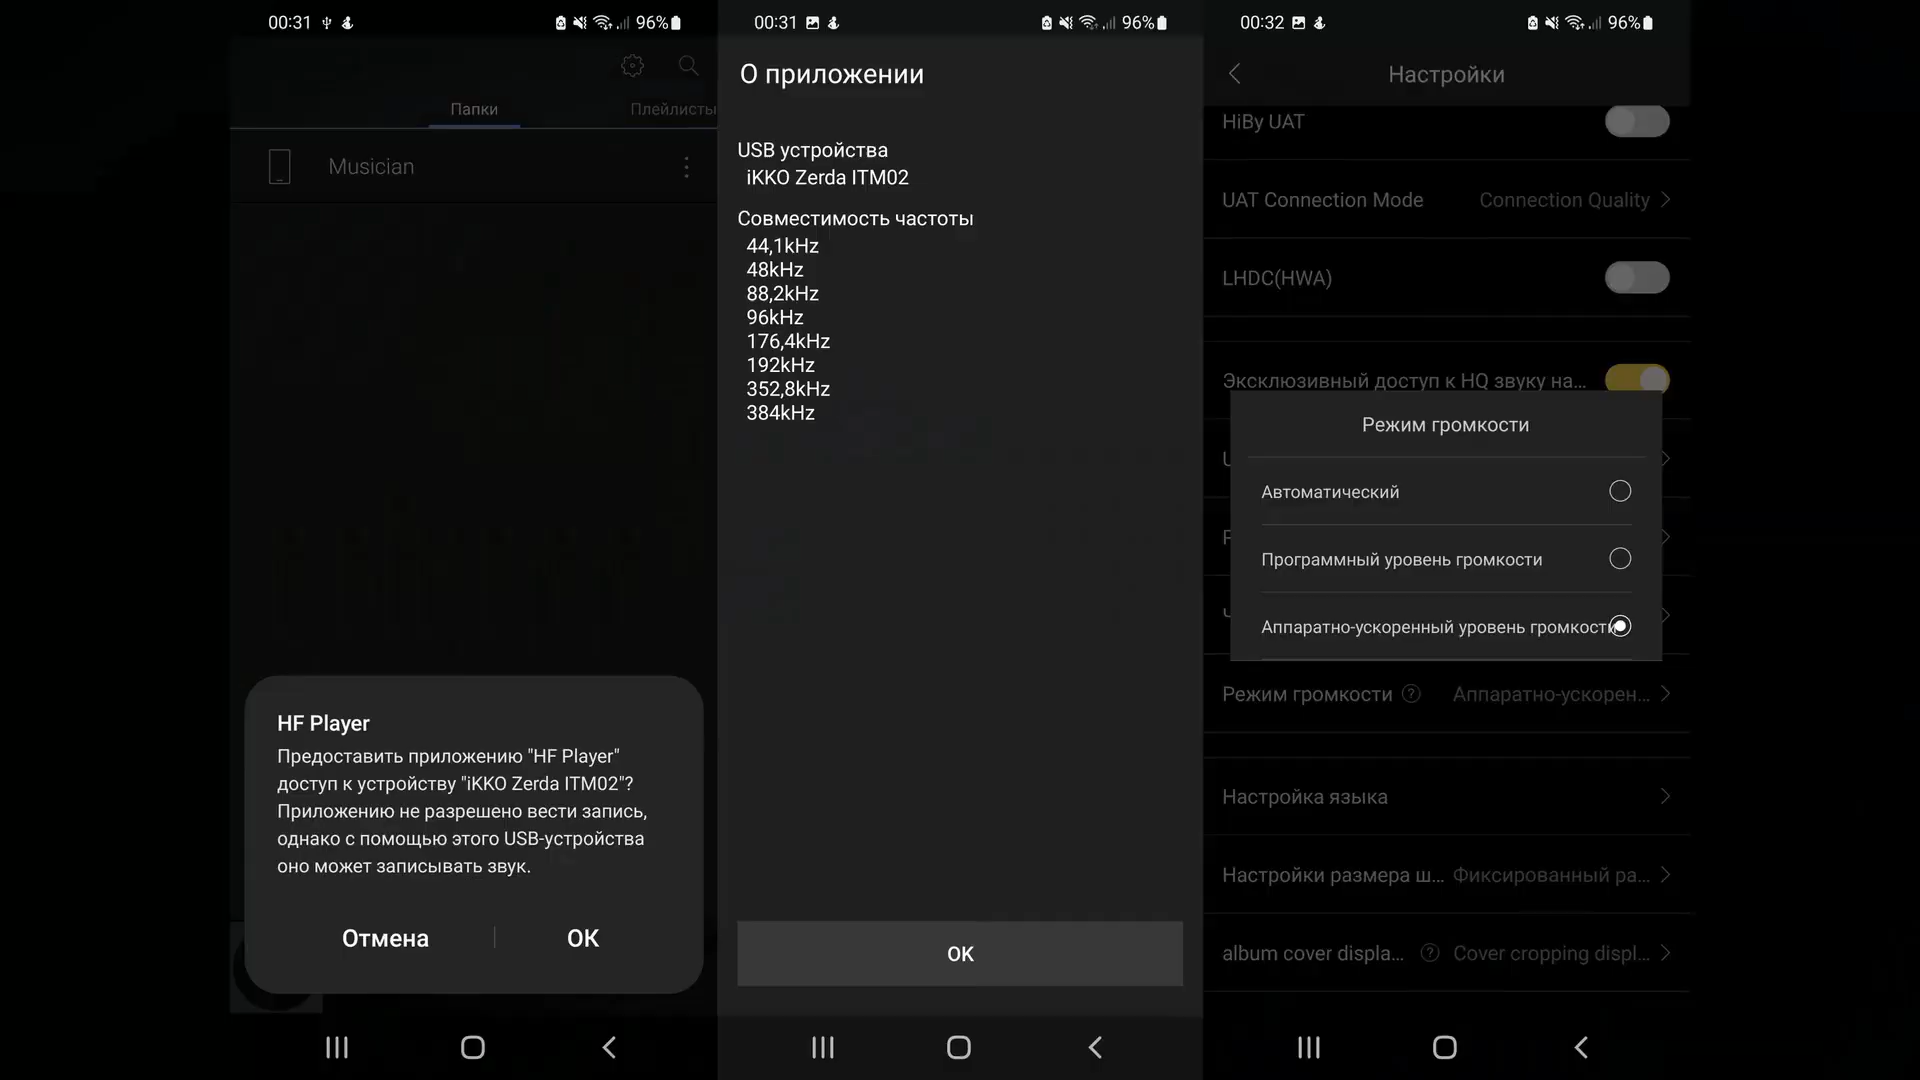 00:31
96%
Папки
Плейлисты
Musician
HF Player
Предоставить приложению "HF Player"
доступ к устройству "iKKO Zerda ITM02"?
Приложению не разрешено вести запись,
однако с помощью этого USB-устройства
оно может записывать звук.
Отмена
ОК
00:31
96%
О приложении
USB устройства
iKKO Zerda ITM02
Совместимость частоты
44,1kHz
48kHz
88,2kHz
96kHz
176,4kHz
192kHz
352,8kHz
384kHz
OK
00:32
96%
Настройки
HiBy UAT
UAT Connection Mode
Connection Quality
LHDC(HWA)
Эксклюзивный доступ к HQ звуку на...
Режим громкости
Автоматический
Программный уровень громкости
Аппаратно-ускоренный уровень громкости
Режим громкости
Аппаратно-ускорен...
Настройка языка
Настройки размера ш...
Фиксированный ра...
album cover displa...
Cover cropping displ...